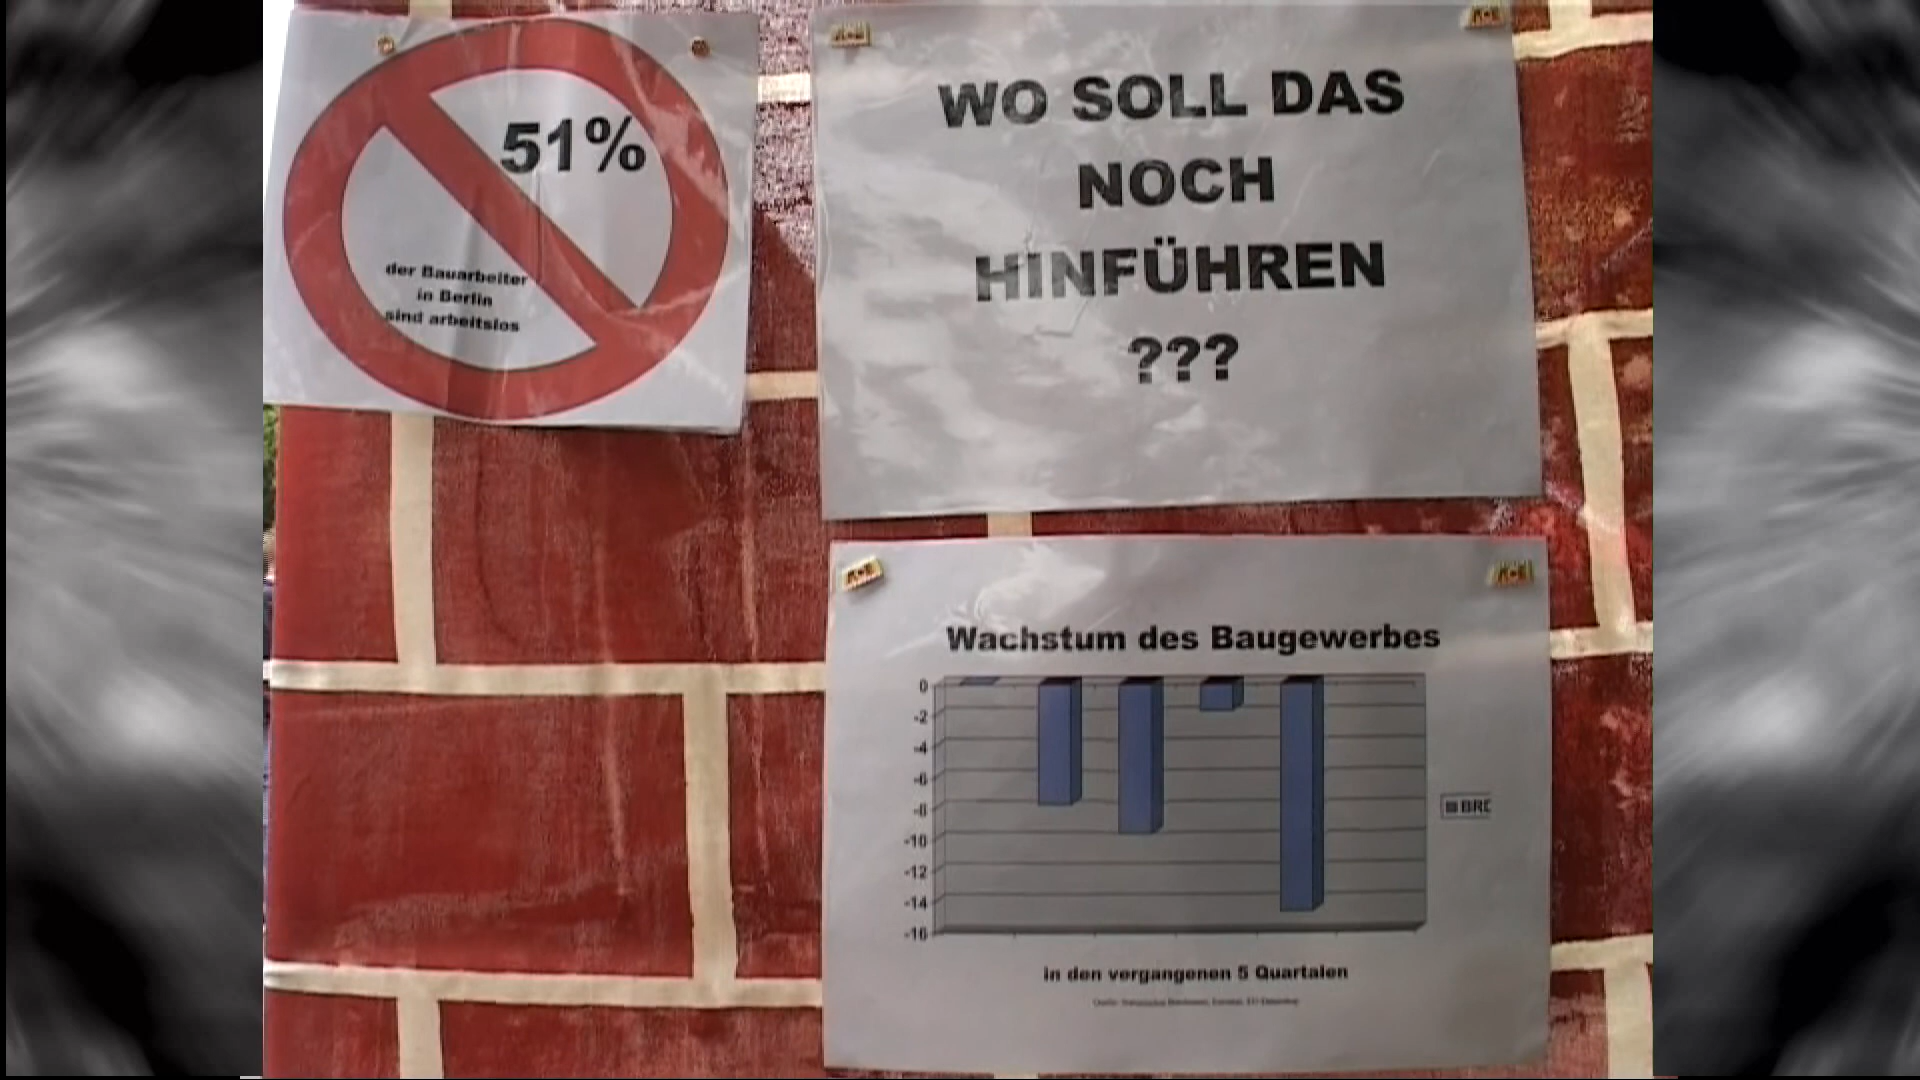 51%
der Bauarbeiter
in Berlin
sind arbeitslos
WO SOLL DAS
NOCH
HINFÜHREN
???
Wachstum des Baugewerbes
0
-2
-4
-6
-8
-10
-12
-14
-16
BRD
in den vergangenen 5 Quartalen